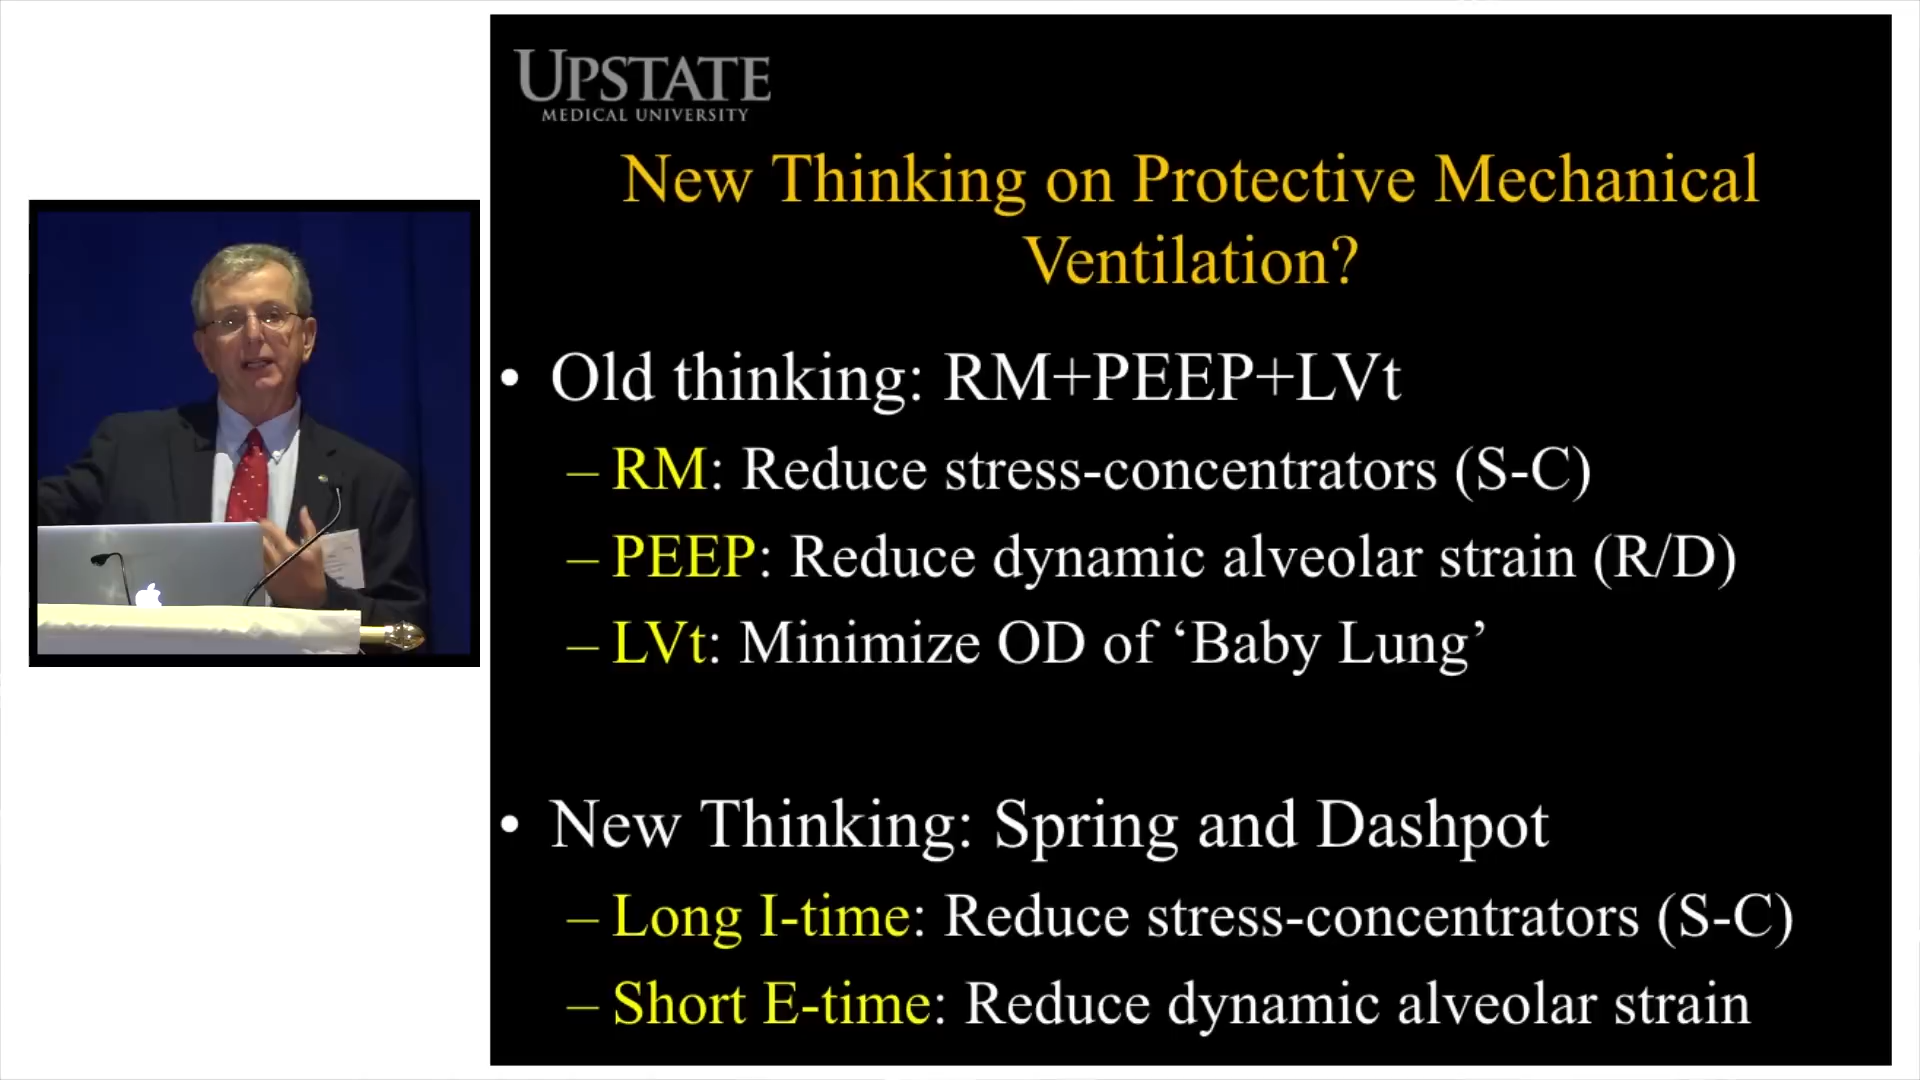 UPSTATE
MEDICAL UNIVERSITY
New Thinking on Protective Mechanical
Ventilation?
• Old thinking: RM+PEEP+LVt
– RM: Reduce stress-concentrators (S-C)
– PEEP: Reduce dynamic alveolar strain (R/D)
– LVt: Minimize OD of ‘Baby Lung’
• New Thinking: Spring and Dashpot
– Long I-time: Reduce stress-concentrators (S-C)
– Short E-time: Reduce dynamic alveolar strain